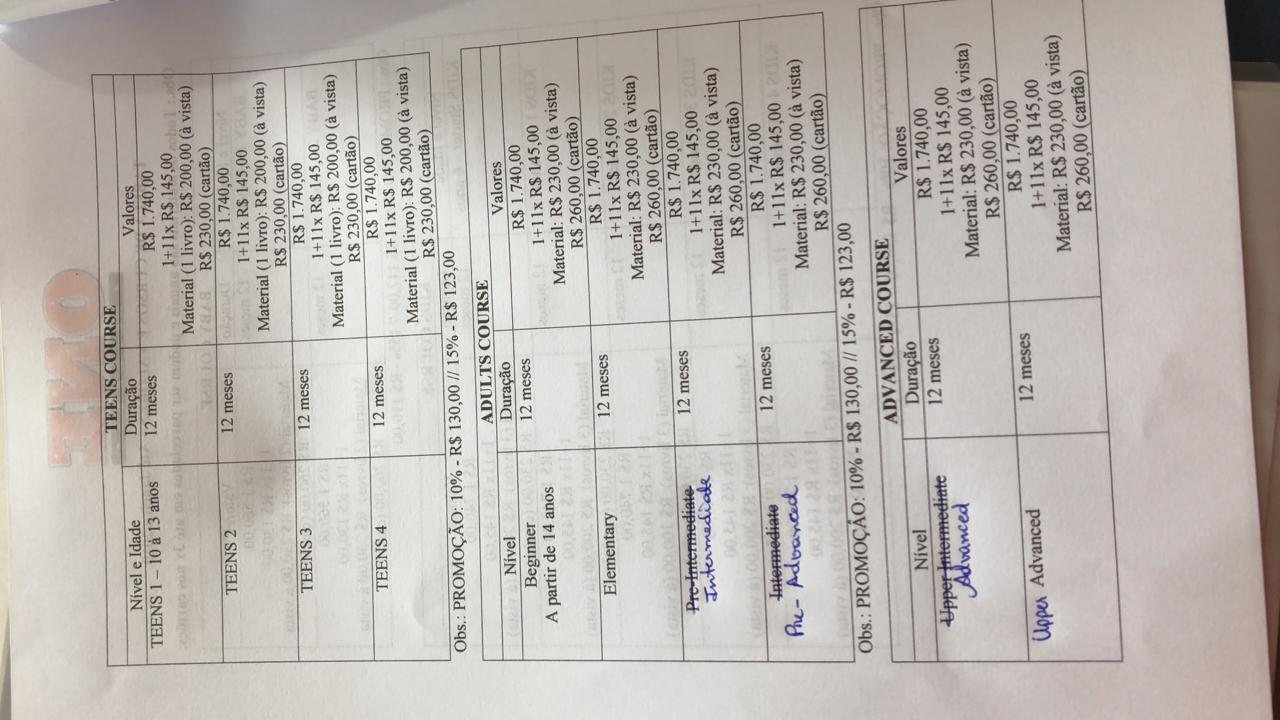 ONE
TEENS COURSE
Nível e Idade Duração Valores
TEENS 1 – 10 à 13 anos 12 meses R$ 1.740,00
1+11x R$ 145,00
Material (1 livro): R$ 200,00 (à vista)
R$ 230,00 (cartão)
TEENS 2 12 meses R$ 1.740,00
1+11x R$ 145,00
Material (1 livro): R$ 200,00 (à vista)
R$ 230,00 (cartão)
TEENS 3 12 meses R$ 1.740,00
1+11x R$ 145,00
Material (1 livro): R$ 200,00 (à vista)
R$ 230,00 (cartão)
TEENS 4 12 meses R$ 1.740,00
1+11x R$ 145,00
Material (1 livro): R$ 200,00 (à vista)
R$ 230,00 (cartão)
Obs.: PROMOÇÃO: 10% - R$ 130,00 // 15% - R$ 123,00
ADULTS COURSE
Nível Duração Valores
Beginner 12 meses R$ 1.740,00
A partir de 14 anos 1+11x R$ 145,00
Material: R$ 230,00 (à vista)
R$ 260,00 (cartão)
Elementary 12 meses R$ 1.740,00
1+11x R$ 145,00
Material: R$ 230,00 (à vista)
R$ 260,00 (cartão)
Pre-Intermediate 12 meses R$ 1.740,00
Intermediate 1+11x R$ 145,00
Material: R$ 230,00 (à vista)
R$ 260,00 (cartão)
Intermediate 12 meses R$ 1.740,00
Pre- Advanced 1+11x R$ 145,00
Material: R$ 230,00 (à vista)
R$ 260,00 (cartão)
Obs.: PROMOÇÃO: 10% - R$ 130,00 // 15% - R$ 123,00
ADVANCED COURSE
Nível Duração Valores
Upper Intermediate 12 meses R$ 1.740,00
Advanced 1+11x R$ 145,00
Material: R$ 230,00 (à vista)
R$ 260,00 (cartão)
Upper Advanced 12 meses R$ 1.740,00
1+11x R$ 145,00
Material: R$ 230,00 (à vista)
R$ 260,00 (cartão)